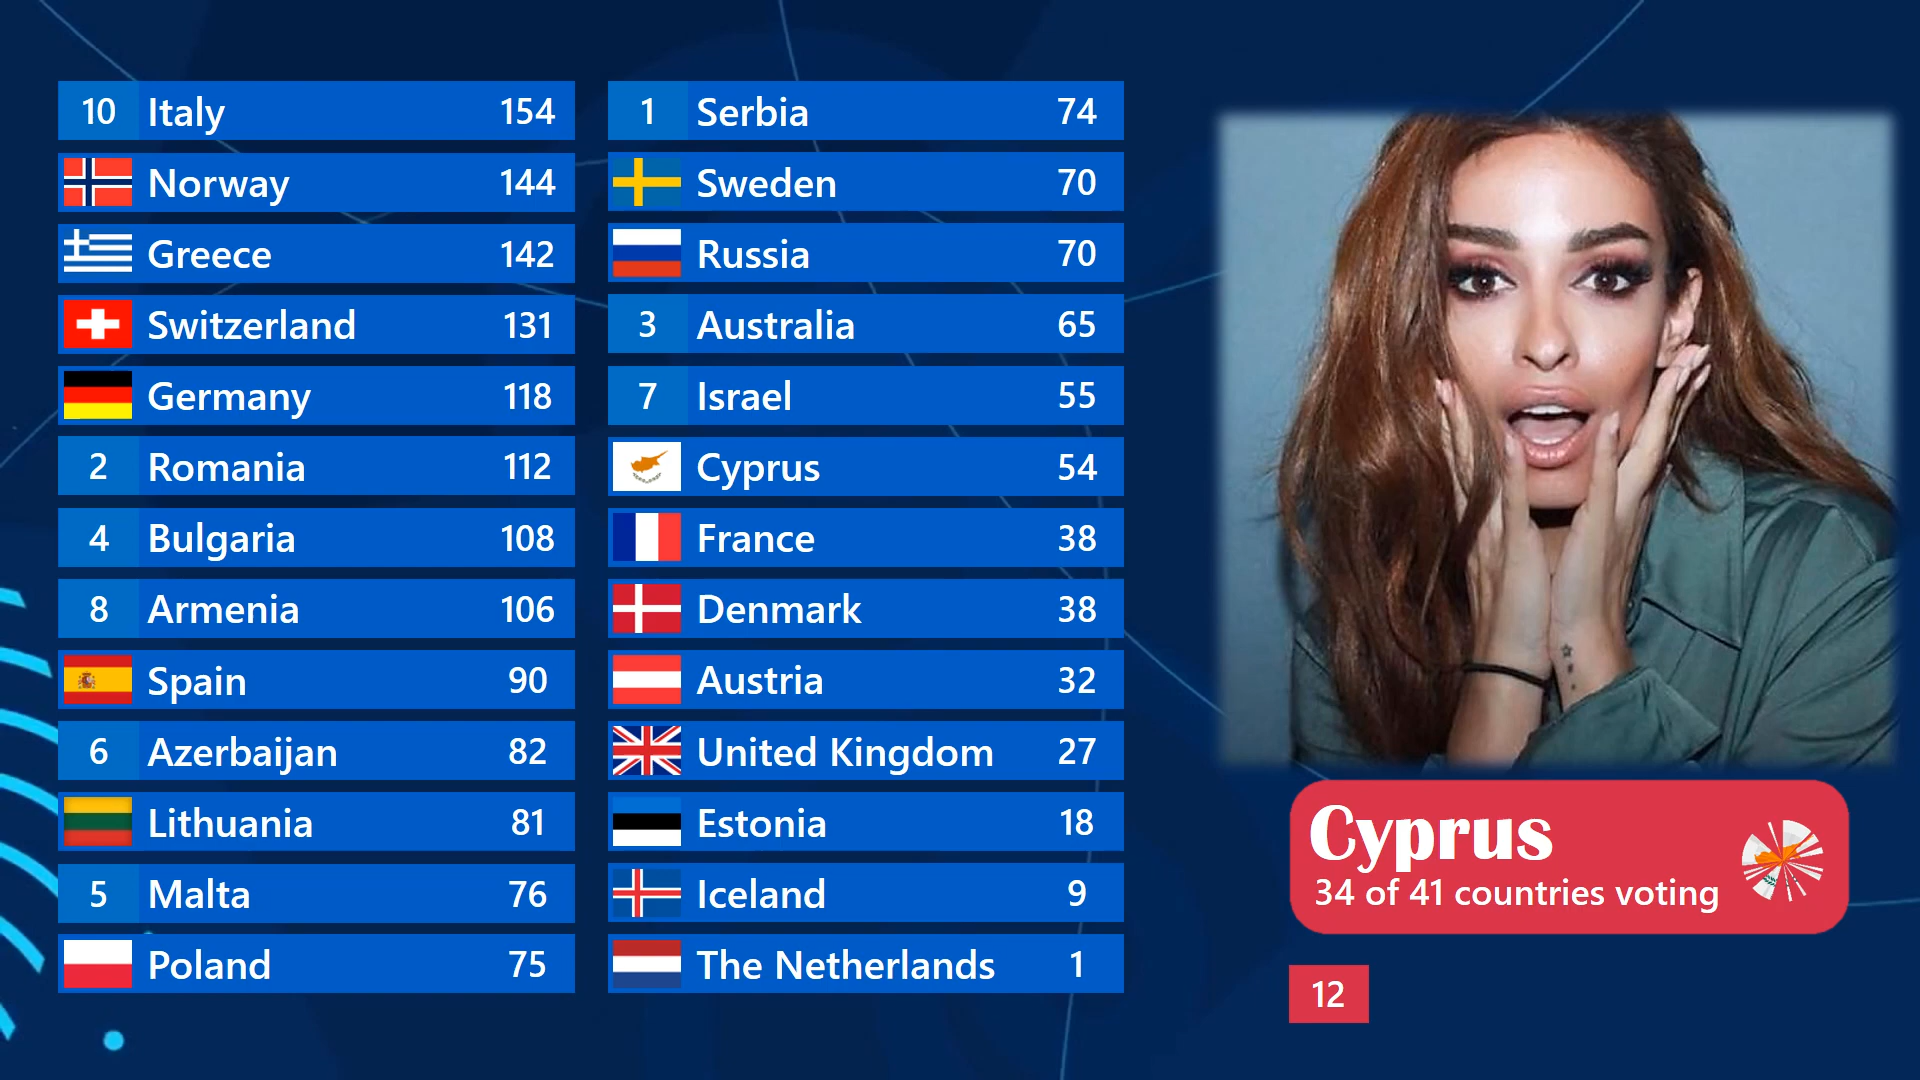 10 Italy 154
Norway 144
Greece 142
Switzerland 131
Germany 118
2 Romania 112
4 Bulgaria 108
8 Armenia 106
Spain 90
6 Azerbaijan 82
Lithuania 81
5 Malta 76
Poland 75
1 Serbia 74
Sweden 70
Russia 70
3 Australia 65
7 Israel 55
Cyprus 54
France 38
Denmark 38
Austria 32
United Kingdom 27
Estonia 18
Iceland 9
The Netherlands 1
Cyprus
34 of 41 countries voting
12